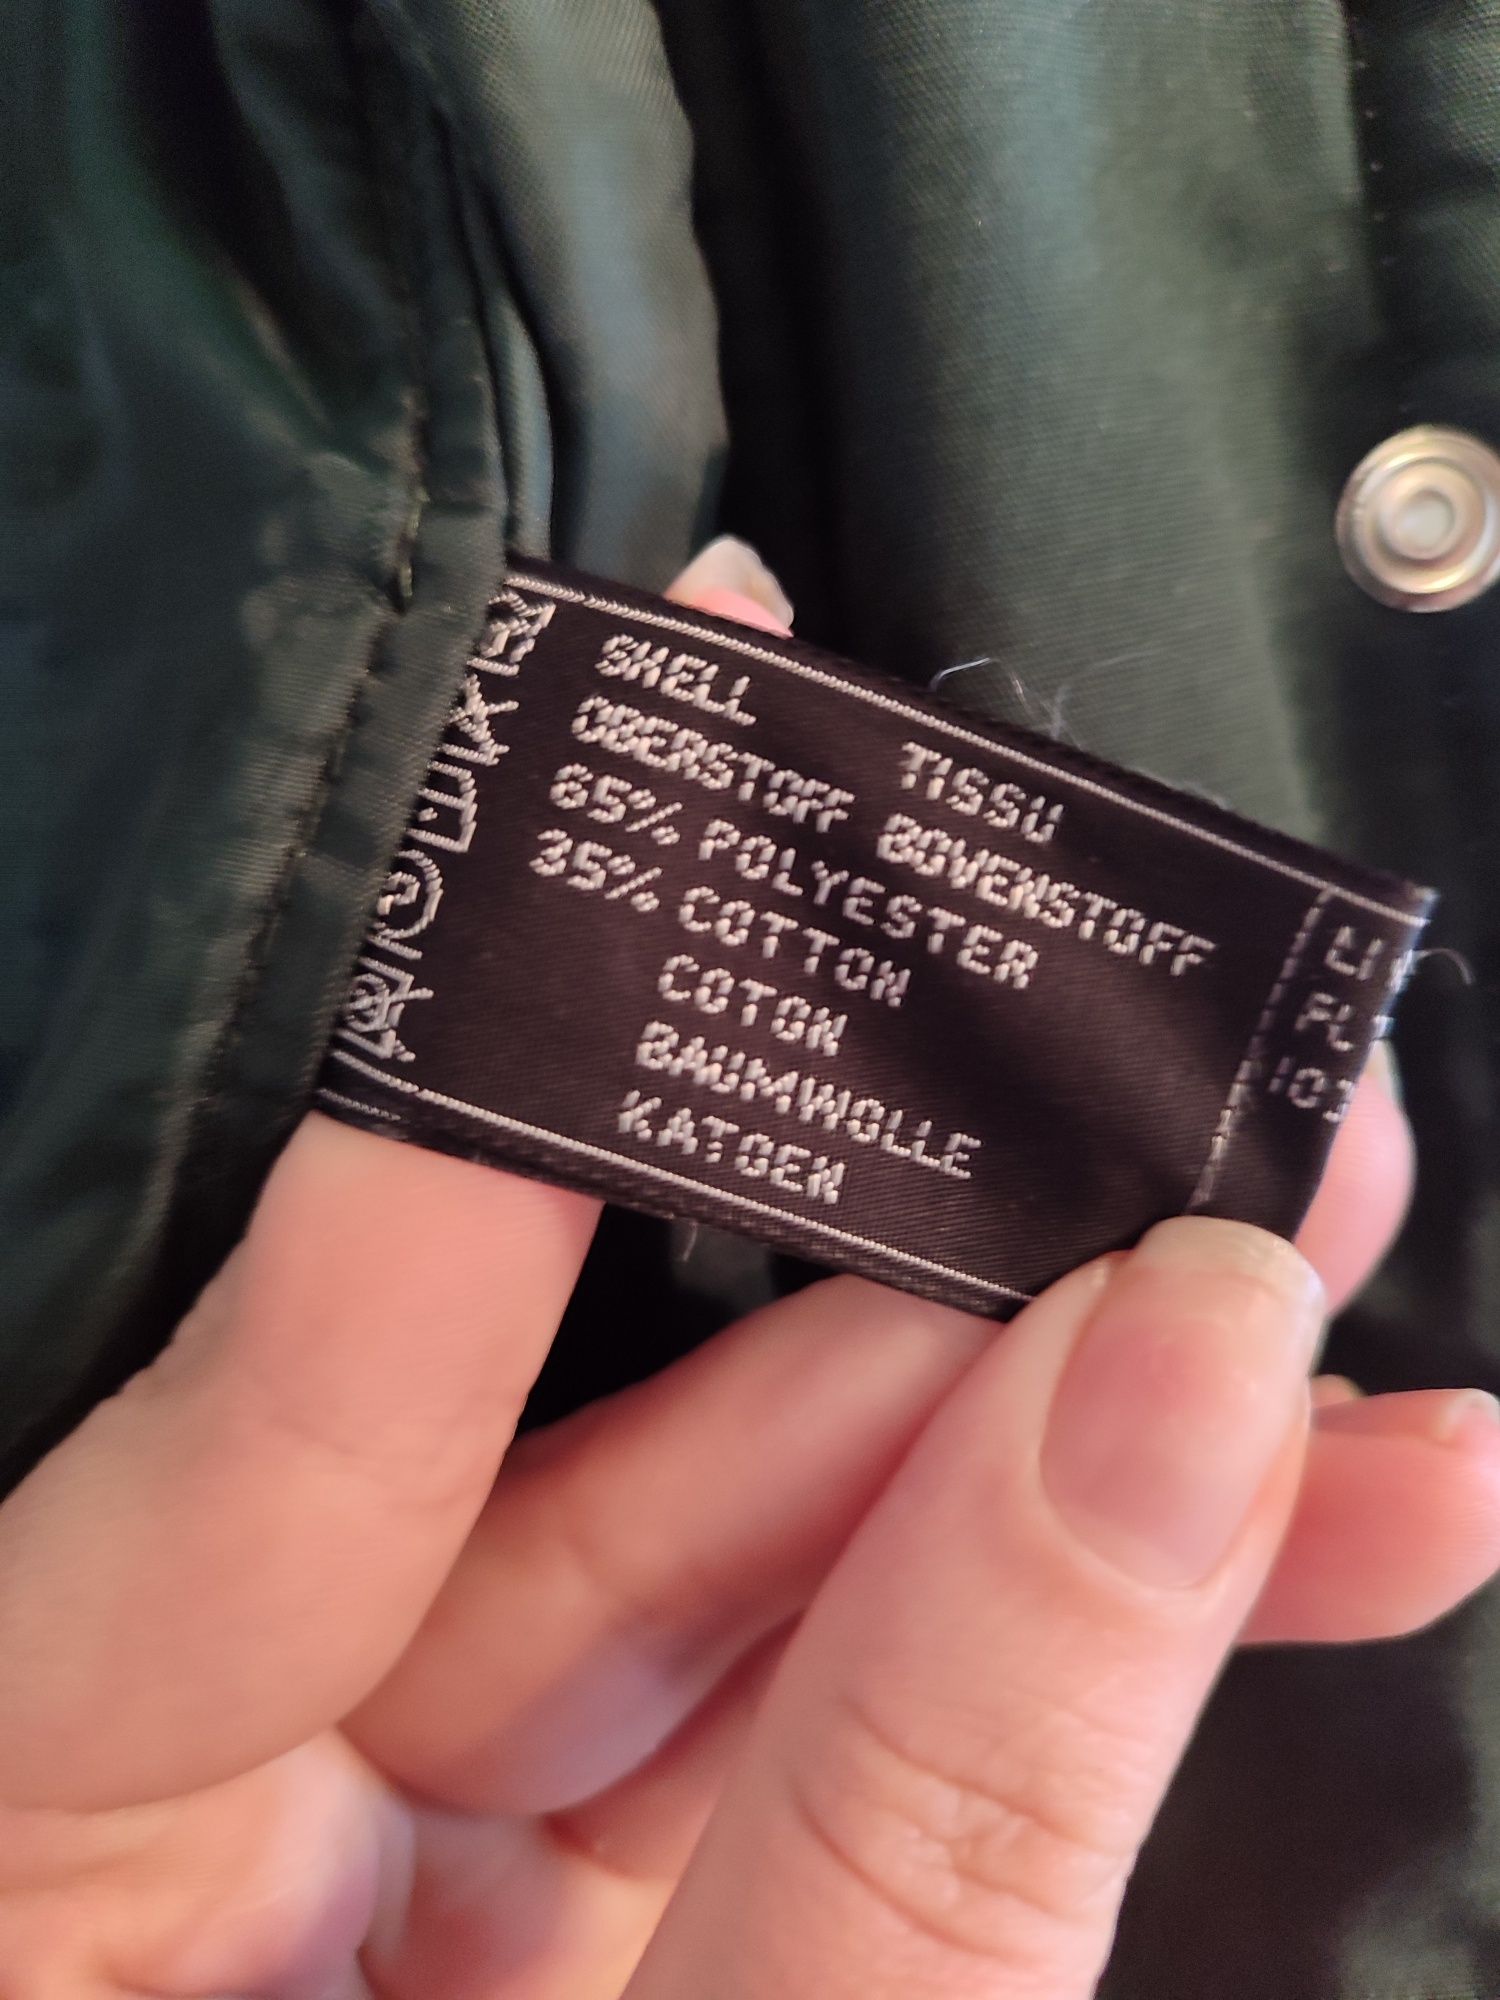 SHELL TISSU
OBERSTOFF BOVENSTOFF
65% POLYESTER
35% COTTON
COTON
BAUMWOLLE
KATOEN